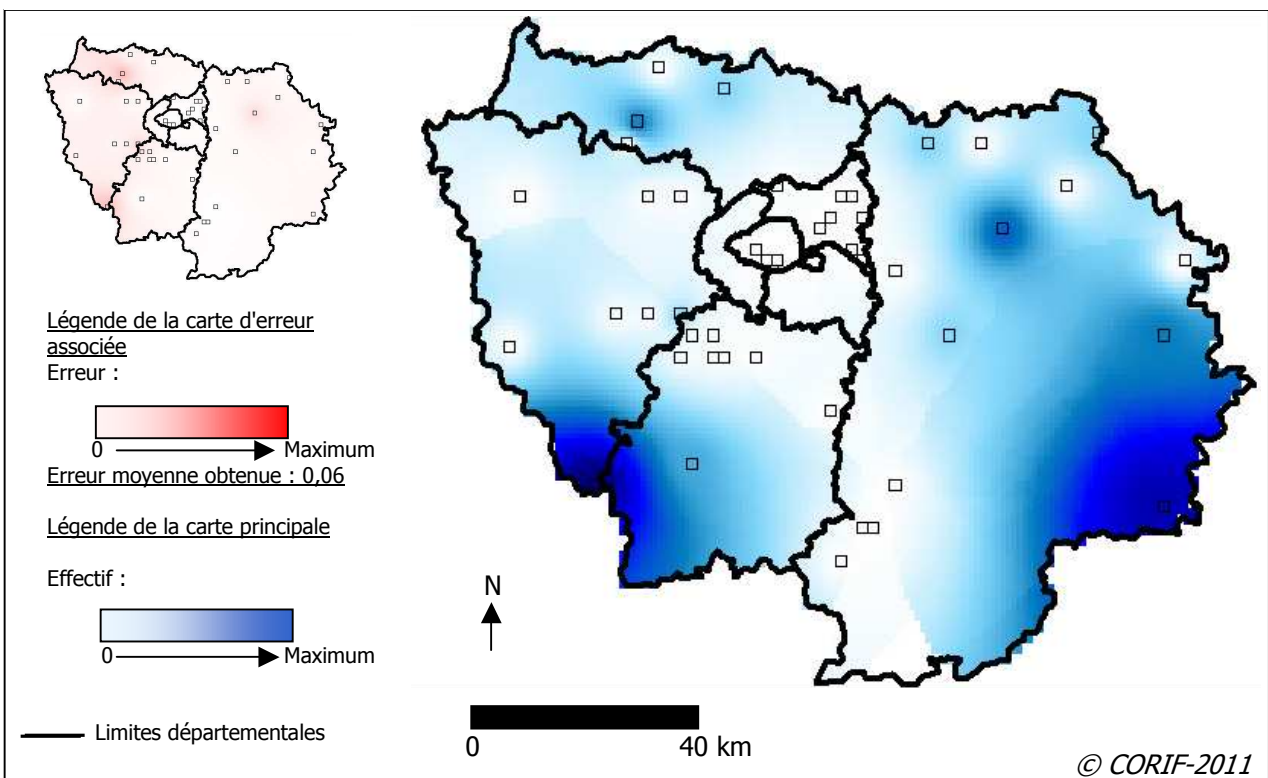 Légende de la carte d'erreur
associée
Erreur :
0 Maximum
Erreur moyenne obtenue : 0,06
Légende de la carte principale
Effectif :
0 Maximum
Limites départementales
N
0 40 km
© CORIF-2011